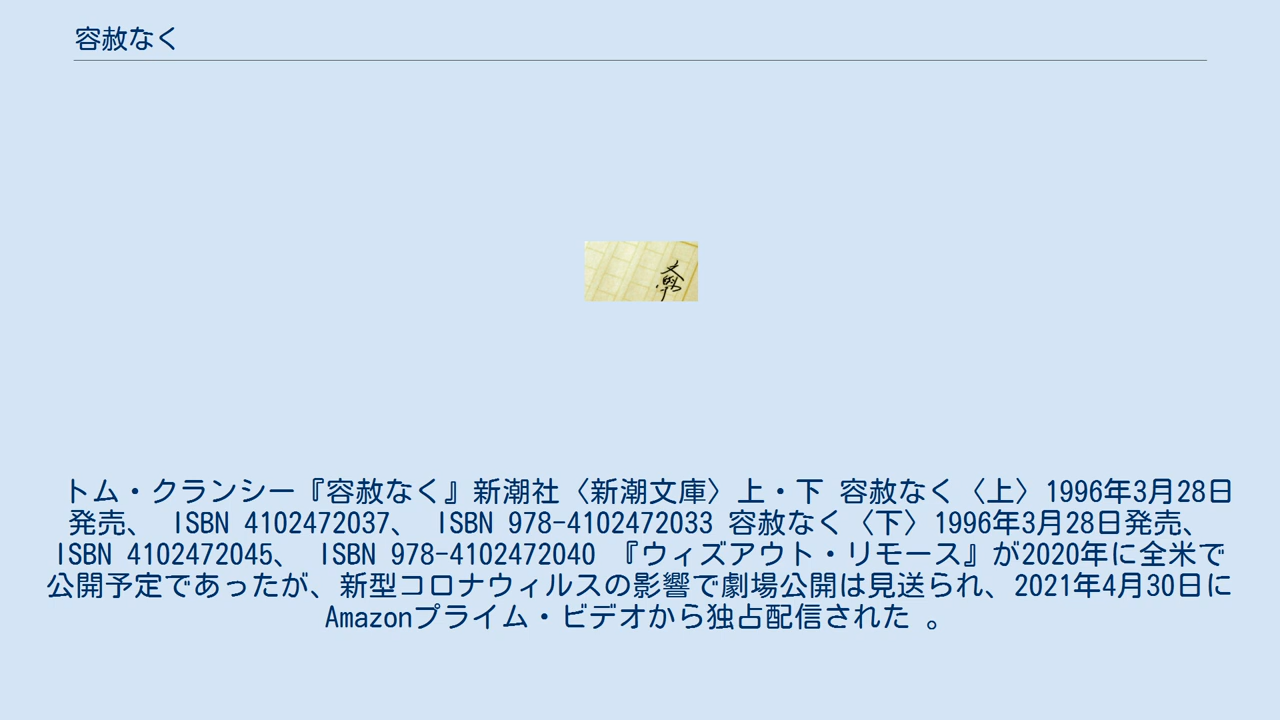 容赦なく
トム・クランシー『容赦なく』新潮社〈新潮文庫〉上・下 容赦なく〈上〉1996年3月28日
発売、 ISBN 4102472037、 ISBN 978-4102472033 容赦なく〈下〉1996年3月28日発売、
ISBN 4102472045、 ISBN 978-4102472040 『ウィズアウト・リモース』が2020年に全米で
公開予定であったが、新型コロナウィルスの影響で劇場公開は見送られ、2021年4月30日に
Amazonプライム・ビデオから独占配信された 。